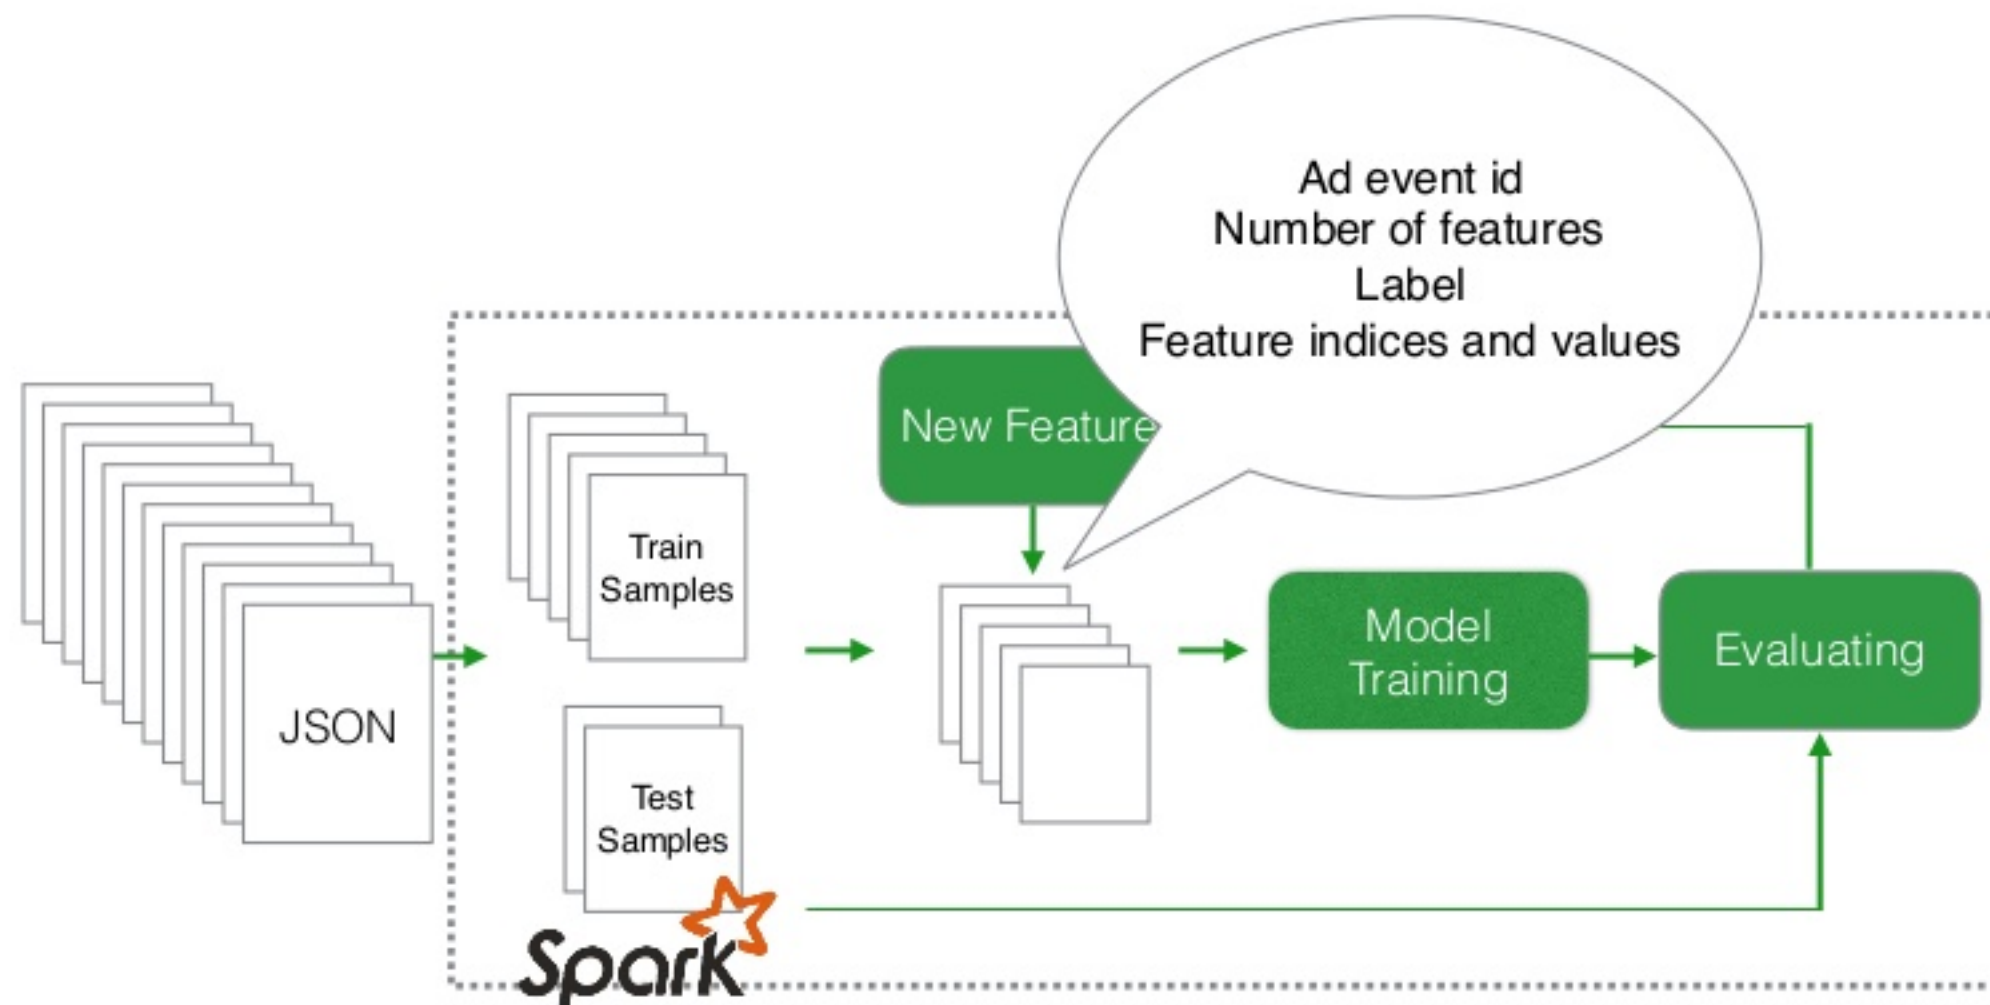 Ad event id
Number of features
Label
Feature indices and values
New Feature
Train
Samples
JSON
Model
Training
Evaluating
Test
Samples
Spark